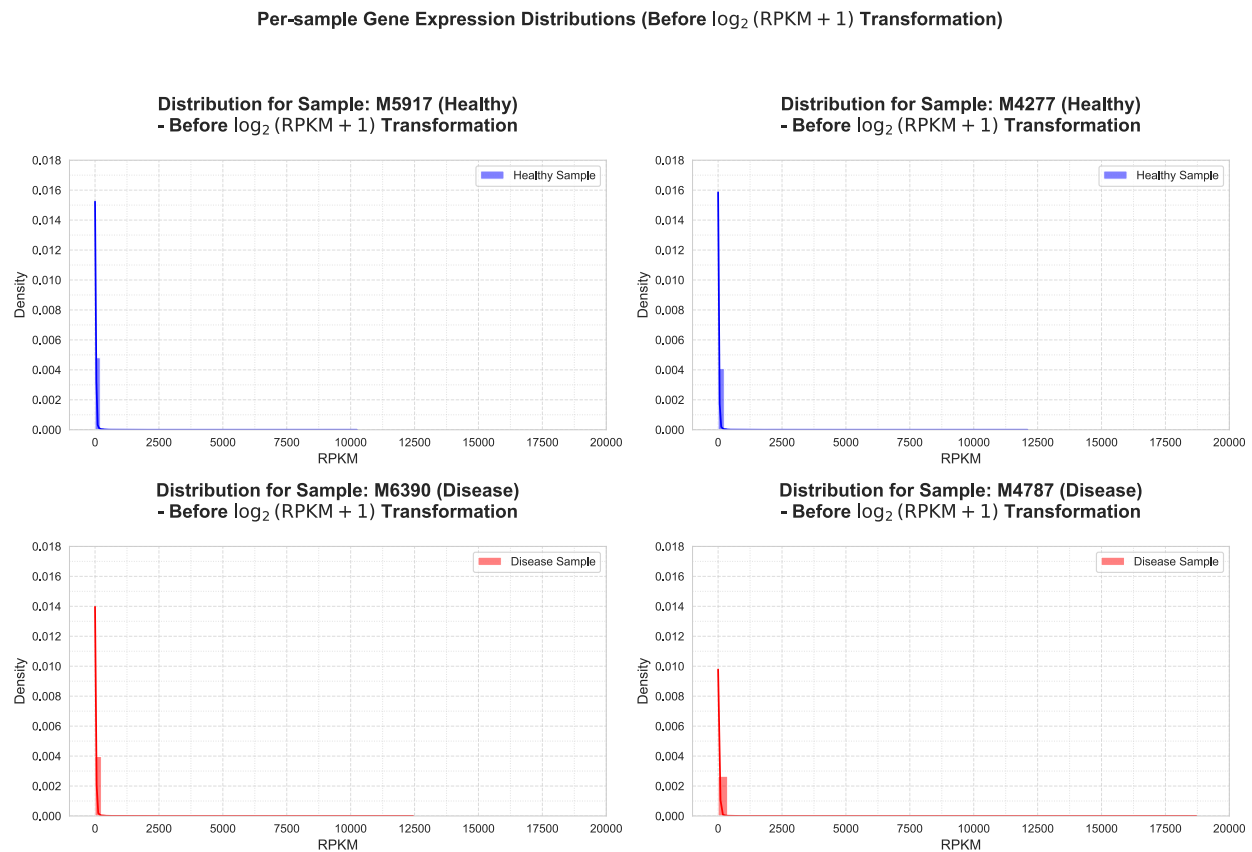 Per-sample Gene Expression Distributions (Before log₂ (RPKM + 1) Transformation)
Distribution for Sample: M5917 (Healthy)
- Before log₂ (RPKM + 1) Transformation
0.018
0.016
0.014
0.012
0.010
0.008
0.006
0.004
0.002
0.000
Density
Healthy Sample
0 2500 5000 7500 10000 12500 15000 17500 20000
RPKM
Distribution for Sample: M4277 (Healthy)
- Before log₂ (RPKM + 1) Transformation
0.018
0.016
0.014
0.012
0.010
0.008
0.006
0.004
0.002
0.000
Density
Healthy Sample
0 2500 5000 7500 10000 12500 15000 17500 20000
RPKM
Distribution for Sample: M6390 (Disease)
- Before log₂ (RPKM + 1) Transformation
0.018
0.016
0.014
0.012
0.010
0.008
0.006
0.004
0.002
0.000
Density
Disease Sample
0 2500 5000 7500 10000 12500 15000 17500 20000
RPKM
Distribution for Sample: M4787 (Disease)
- Before log₂ (RPKM + 1) Transformation
0.018
0.016
0.014
0.012
0.010
0.008
0.006
0.004
0.002
0.000
Density
Disease Sample
0 2500 5000 7500 10000 12500 15000 17500 20000
RPKM